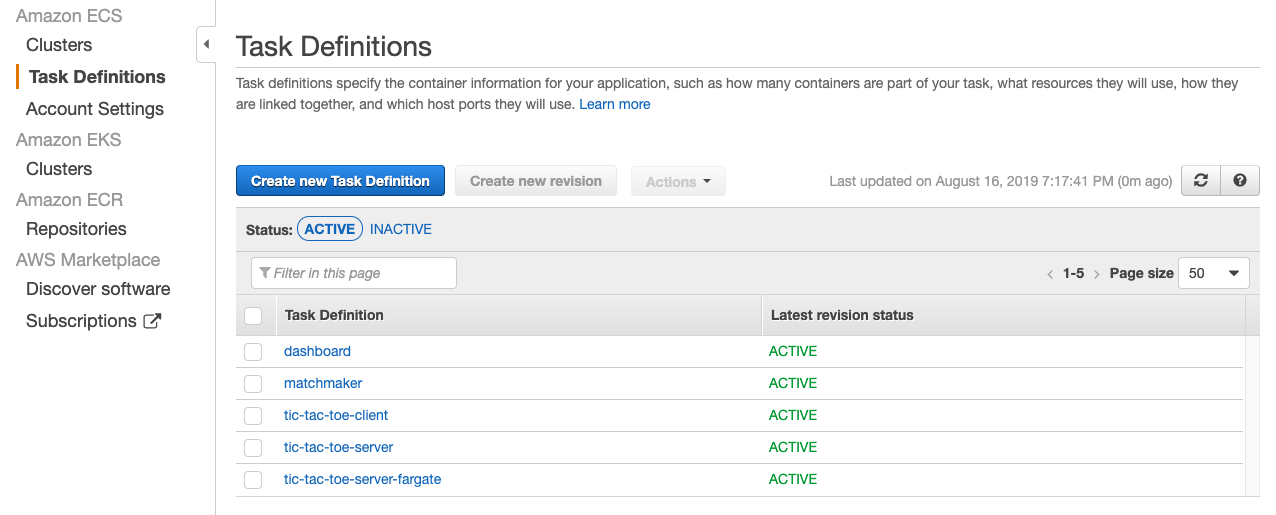 Amazon ECS
Clusters
Task Definitions
Account Settings
Amazon EKS
Clusters
Amazon ECR
Repositories
AWS Marketplace
Discover software
Subscriptions
Task Definitions
Task definitions specify the container information for your application, such as how many containers are part of your task, what resources they will use, how they
are linked together, and which host ports they will use. Learn more
Create new Task Definition Create new revision Actions Last updated on August 16, 2019 7:17:41 PM (0m ago)
Status: ACTIVE INACTIVE
Filter in this page < 1-5 > Page size 50
Task Definition Latest revision status
dashboard ACTIVE
matchmaker ACTIVE
tic-tac-toe-client ACTIVE
tic-tac-toe-server ACTIVE
tic-tac-toe-server-fargate ACTIVE